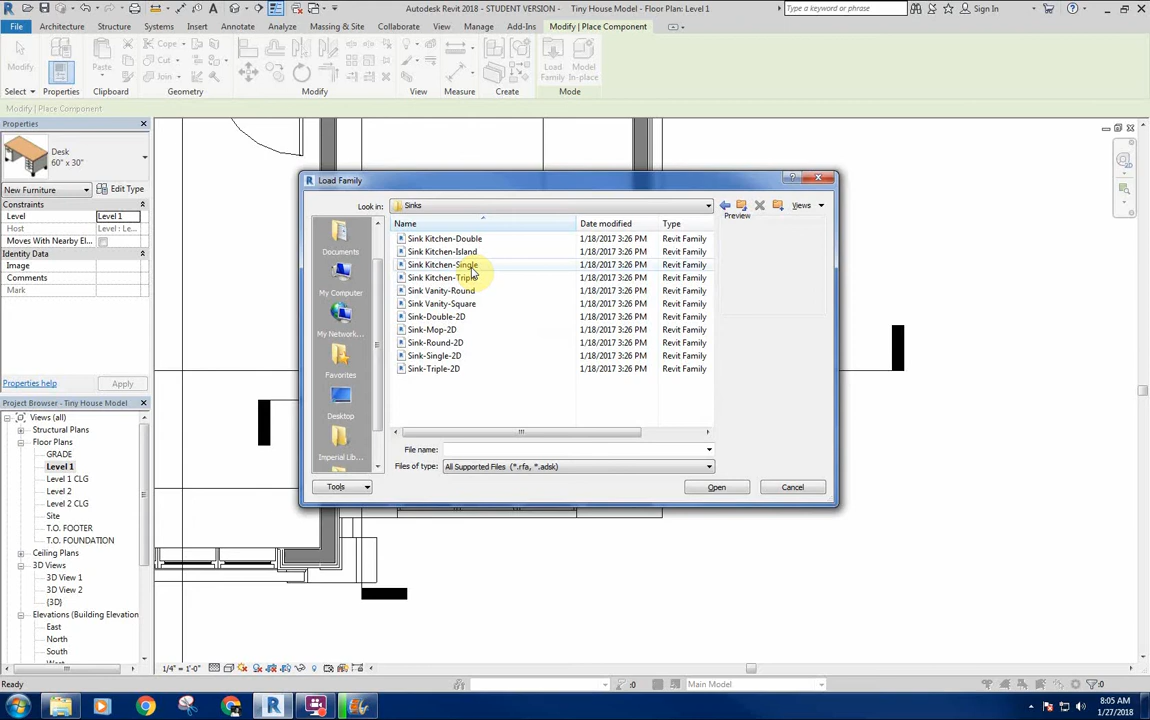 Autodesk Revit 2018 - STUDENT VERSION - Tiny House Model - Floor Plan: Level 1
Type a keyword or phrase
Sign In
File Architecture Structure Systems Insert Annotate Analyze Massing & Site Collaborate View Manage Add-Ins Modify | Place Component
Modify
Paste
Cope
Cut
Join
Load Family
Model In-place
Select Properties Clipboard Geometry Modify View Measure Create Mode
Modify | Place Component
Properties
Desk
60" x 30"
New Furniture
Edit Type
Constraints
Level Level 1
Host Level : Le...
Moves With Nearby El...
Identity Data
Image
Comments
Mark
Properties help
Apply
Project Browser - Tiny House Model
Views (all)
Structural Plans
Floor Plans
GRADE
Level 1
Level 1 CLG
Level 2
Level 2 CLG
Site
T.O. FOOTER
T.O. FOUNDATION
Ceiling Plans
3D Views
3D View 1
3D View 2
{3D}
Elevations (Building Elevation
East
North
South
Load Family
Look in: Sinks
Views
Preview
Documents
My Computer
My Network...
Favorites
Desktop
Imperial Lib...
Name Date modified Type
Sink Kitchen-Double 1/18/2017 3:26 PM Revit Family
Sink Kitchen-Island 1/18/2017 3:26 PM Revit Family
Sink Kitchen-Single 1/18/2017 3:26 PM Revit Family
Sink Kitchen-Triple 1/18/2017 3:26 PM Revit Family
Sink Vanity-Round 1/18/2017 3:26 PM Revit Family
Sink Vanity-Square 1/18/2017 3:26 PM Revit Family
Sink-Double-2D 1/18/2017 3:26 PM Revit Family
Sink-Mop-2D 1/18/2017 3:26 PM Revit Family
Sink-Round-2D 1/18/2017 3:26 PM Revit Family
Sink-Single-2D 1/18/2017 3:26 PM Revit Family
Sink-Triple-2D 1/18/2017 3:26 PM Revit Family
File name:
Files of type: All Supported Files (*.rfa, *.adsk)
Tools
Open
Cancel
1/4" = 1'-0"
Ready
:0
Main Model
:0
8:05 AM
1/27/2018